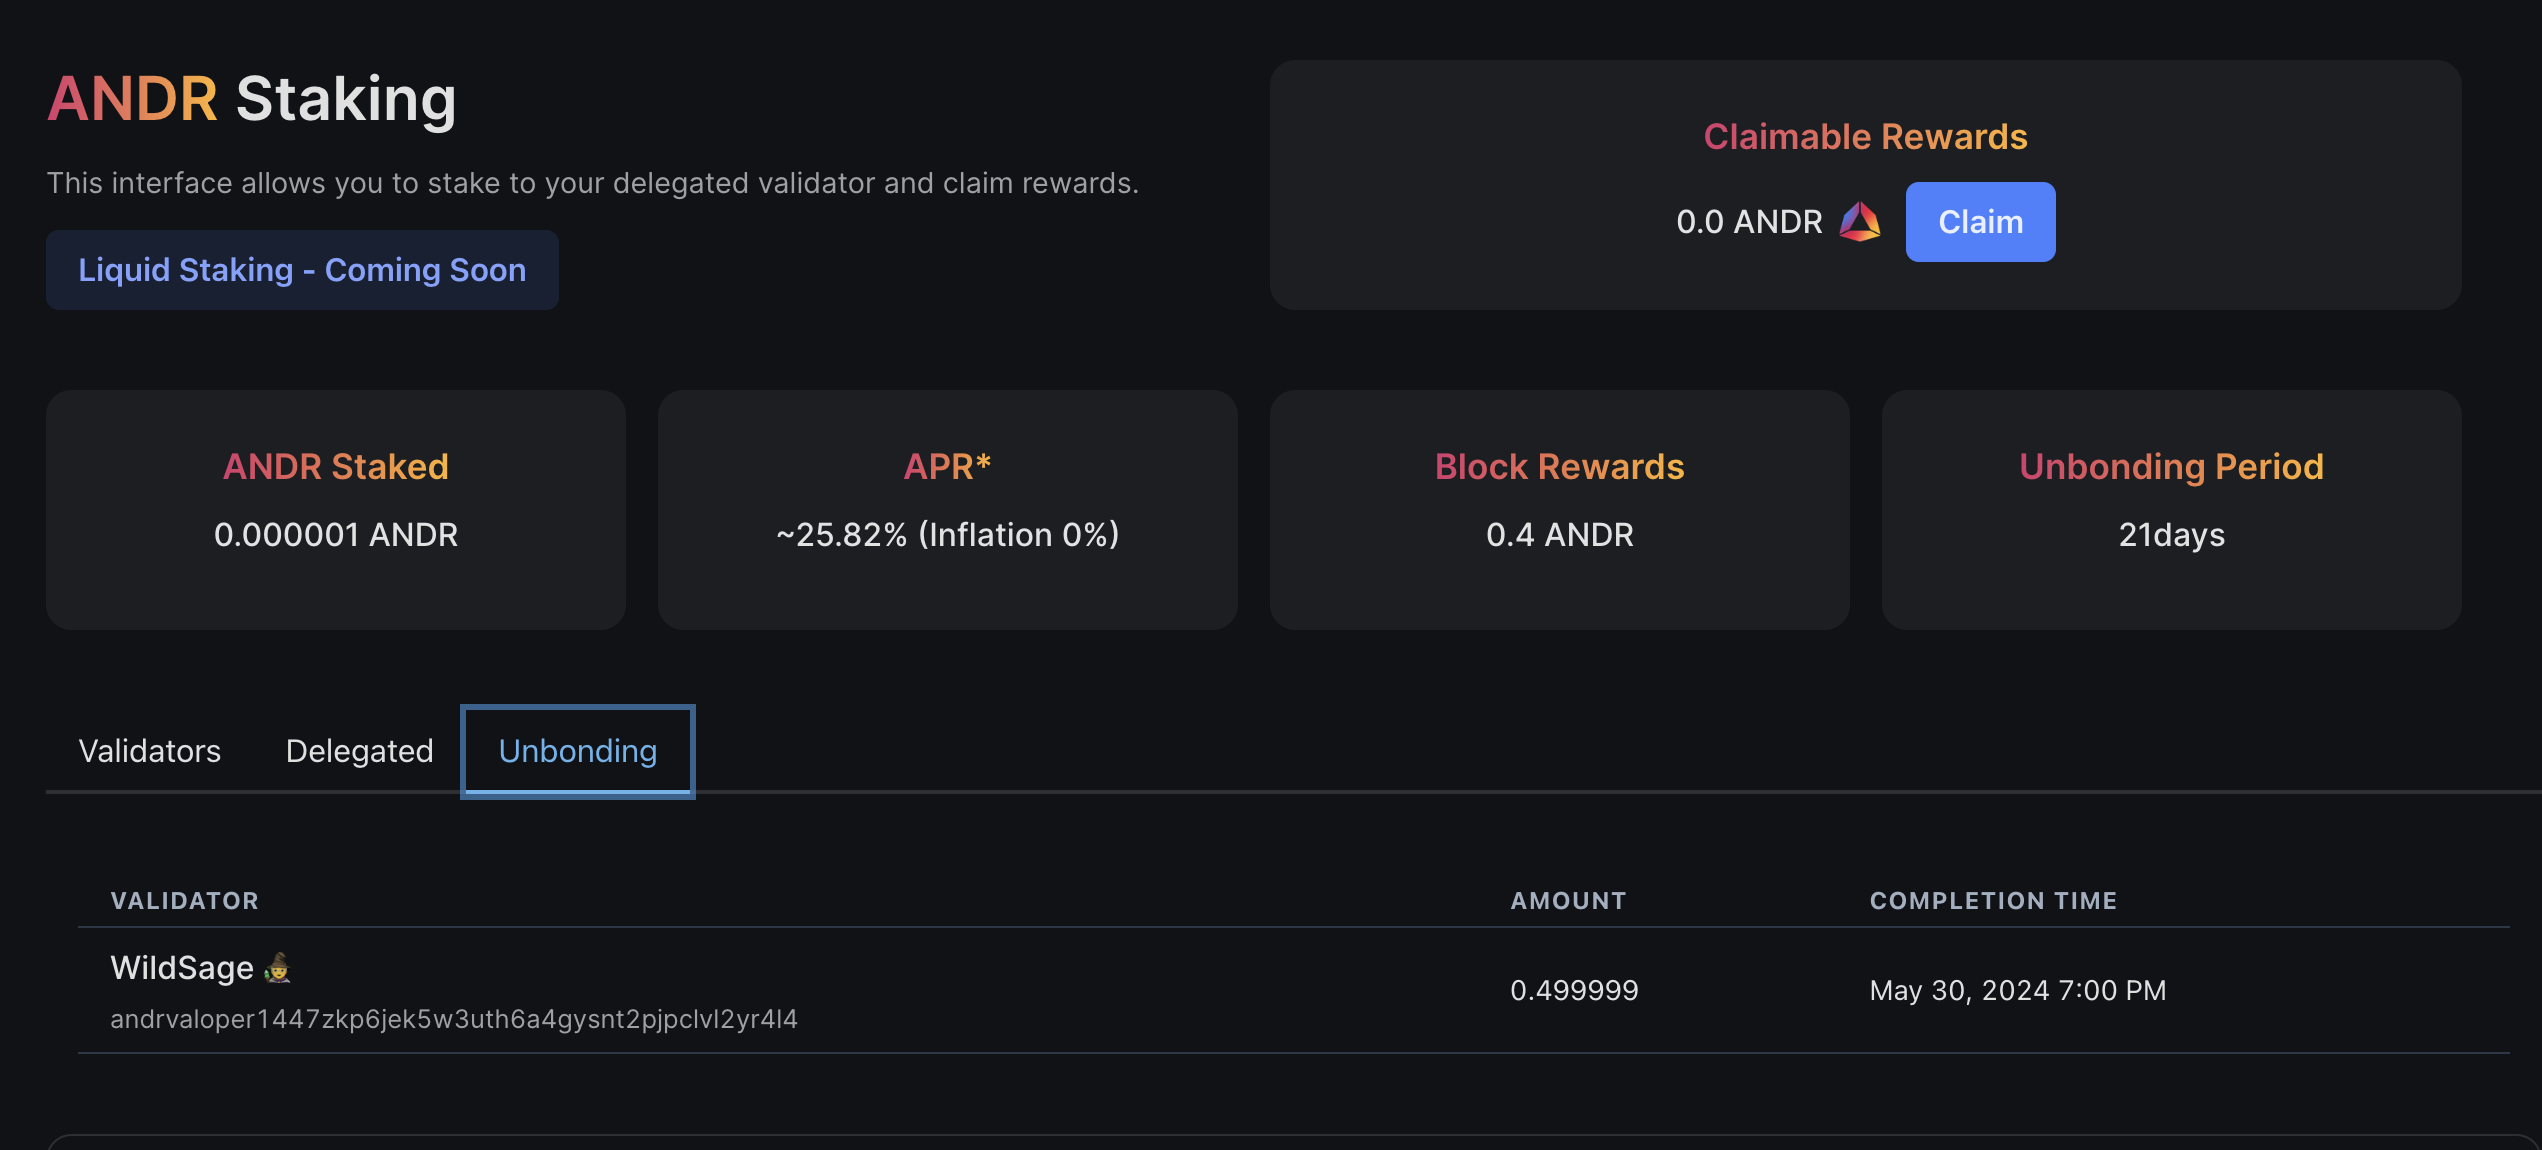 ANDR Staking
This interface allows you to stake to your delegated validator and claim rewards.
Liquid Staking - Coming Soon
Claimable Rewards
0.0 ANDR
Claim
ANDR Staked
0.000001 ANDR
APR*
~25.82% (Inflation 0%)
Block Rewards
0.4 ANDR
Unbonding Period
21days
Validators Delegated Unbonding
VALIDATOR AMOUNT COMPLETION TIME
WildSage
andrvaloper1447zkp6jek5w3uth6a4gysnt2pjpclvl2yr4l4
0.499999
May 30, 2024 7:00 PM